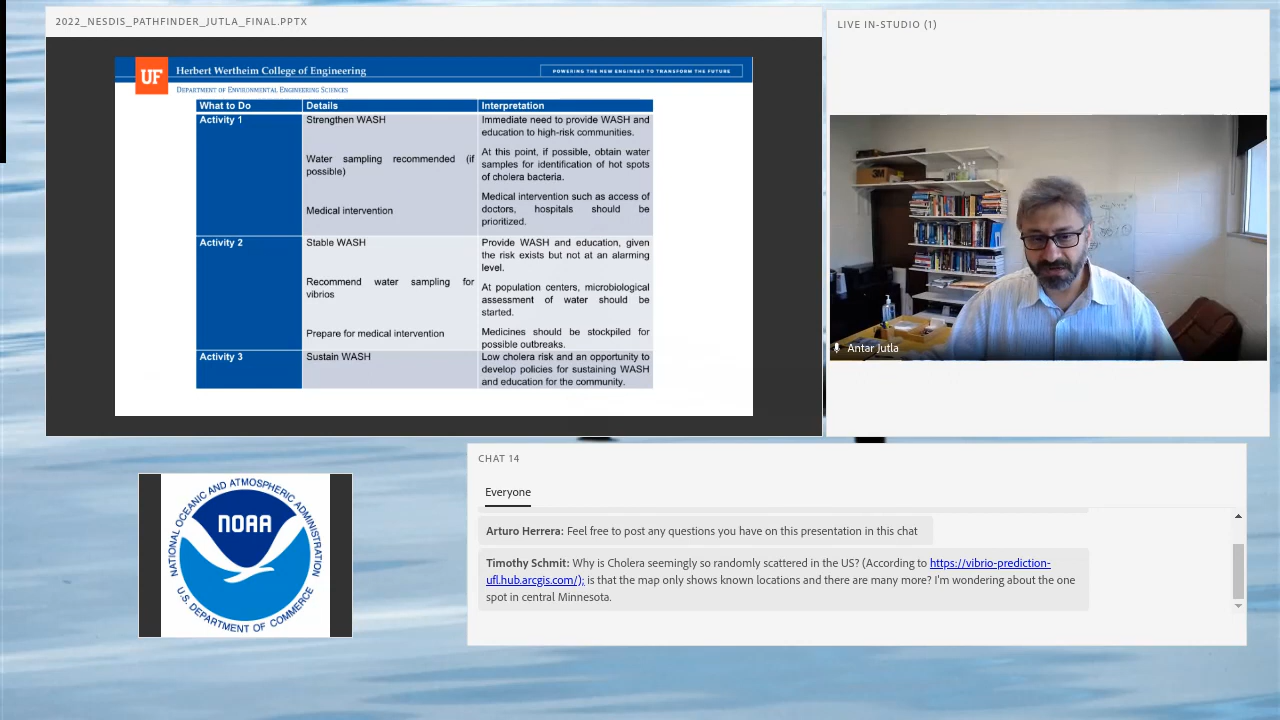 2022_NESDIS_PATHFINDER_JUTLA_FINAL.PPTX
UF
Herbert Wertheim College of Engineering
POWERING THE NEW ENGINEER TO TRANSFORM THE FUTURE
DEPARTMENT OF ENVIRONMENTAL ENGINEERING SCIENCES
What to Do Details Interpretation
Activity 1
Strengthen WASH
Immediate need to provide WASH and
education to high-risk communities.
Water sampling recommended (if
possible)
At this point, if possible, obtain water
samples for identification of hot spots
of cholera bacteria.
Medical intervention
Medical intervention such as access of
doctors, hospitals should be
prioritized.
Activity 2
Stable WASH
Provide WASH and education, given
the risk exists but not at an alarming
level.
Recommend water sampling for
vibrios
At population centers, microbiological
assessment of water should be
started.
Prepare for medical intervention
Medicines should be stockpiled for
possible outbreaks.
Activity 3
Sustain WASH
Low cholera risk and an opportunity to
develop policies for sustaining WASH
and education for the community.
LIVE IN-STUDIO (1)
3M
Antar Jutla
NATIONAL OCEANIC AND ATMOSPHERIC ADMINISTRATION
NOAA
U.S. DEPARTMENT OF COMMERCE
CHAT 14
Everyone
Arturo Herrera: Feel free to post any questions you have on this presentation in this chat
Timothy Schmit: Why is Cholera seemingly so randomly scattered in the US? (According to https://vibrio-prediction-
ufl.hub.arcgis.com/); is that the map only shows known locations and there are many more? I'm wondering about the one
spot in central Minnesota.